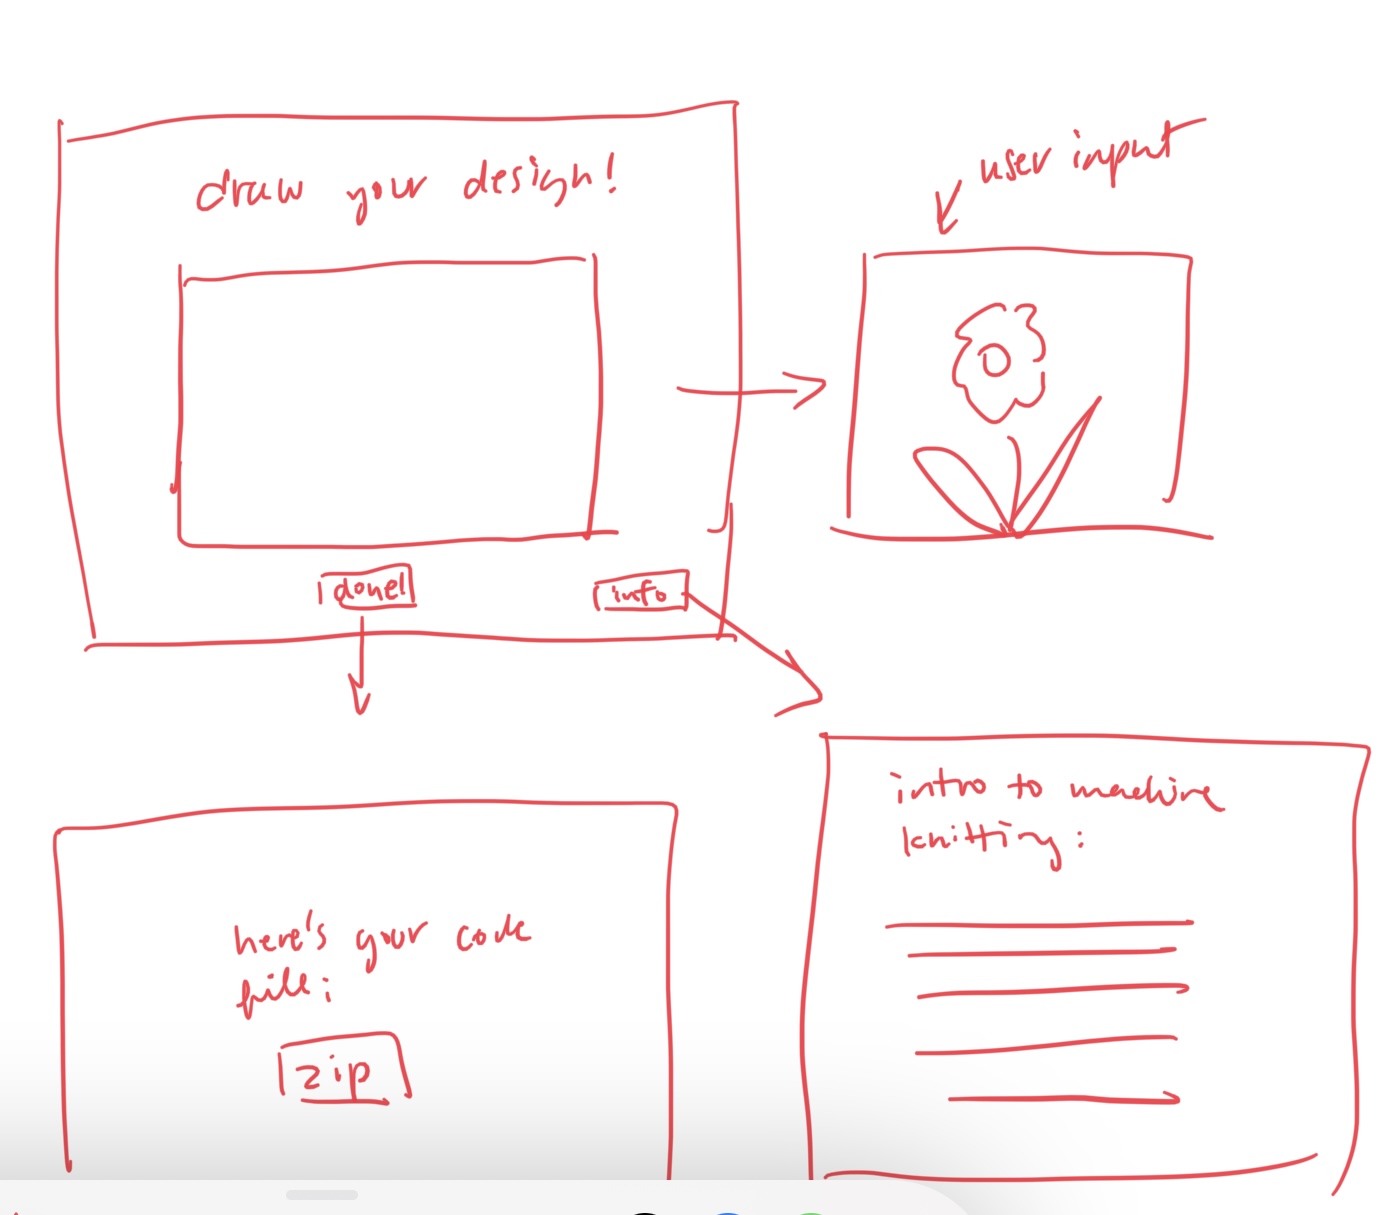 draw your design!
user input
done!
info
intro to machine
knitting:
here's your code
file:
zip